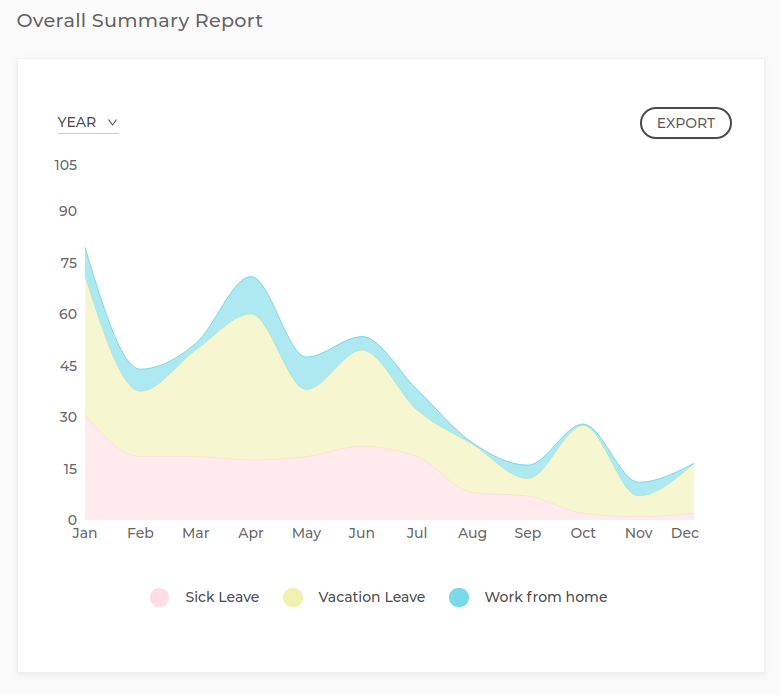 Overall Summary Report
YEAR
EXPORT
105
90
75
60
45
30
15
0
Jan Feb Mar Apr May Jun Jul Aug Sep Oct Nov Dec
Sick Leave Vacation Leave Work from home